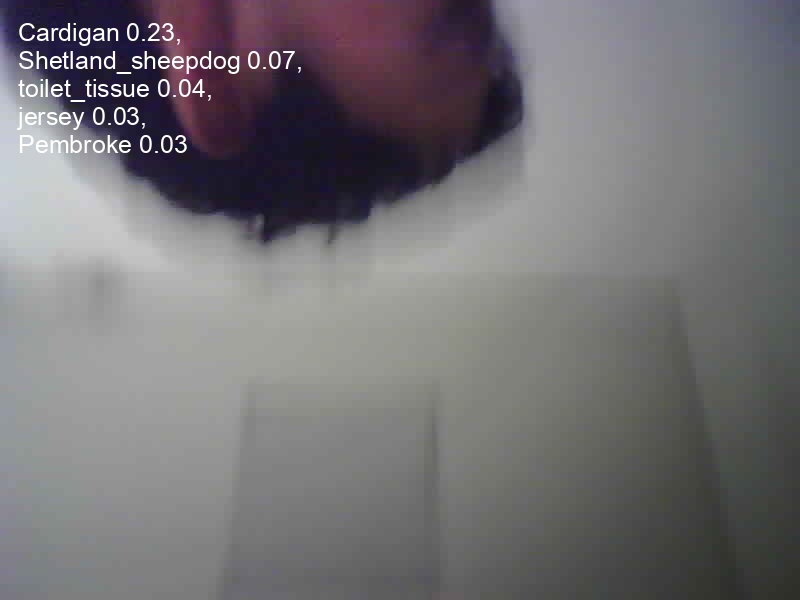 Cardigan 0.23,
Shetland_sheepdog 0.07,
toilet_tissue 0.04,
jersey 0.03,
Pembroke 0.03